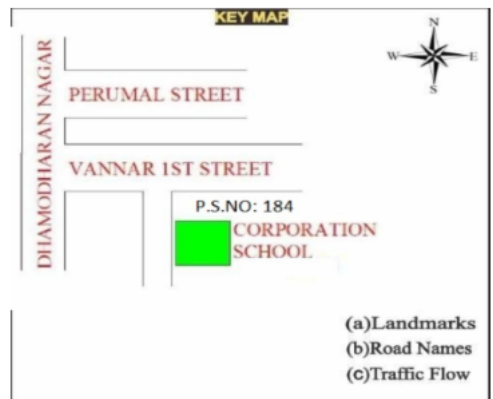 KEY MAP
N
W
E
S
DHAMODHARAN NAGAR
PERUMAL STREET
VANNAR 1ST STREET
P.S.NO: 184
CORPORATION
SCHOOL
(a)Landmarks
(b)Road Names
(c)Traffic Flow